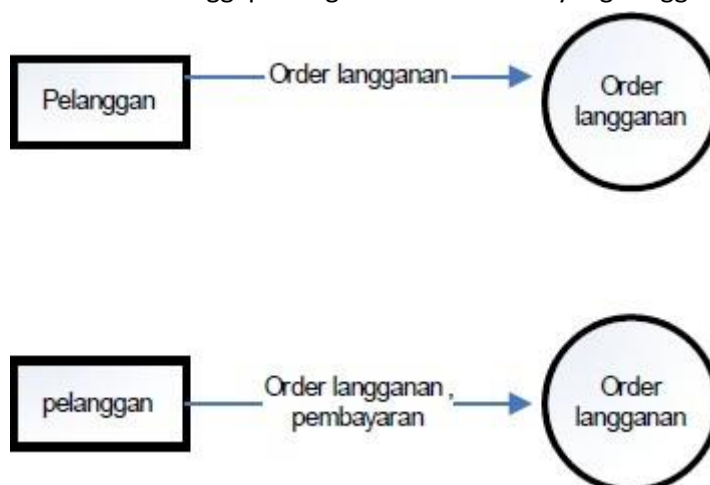 Pelanggan
Order langganan
Order
langganan
pelanggan
Order langganan ,
pembayaran
Order
langganan